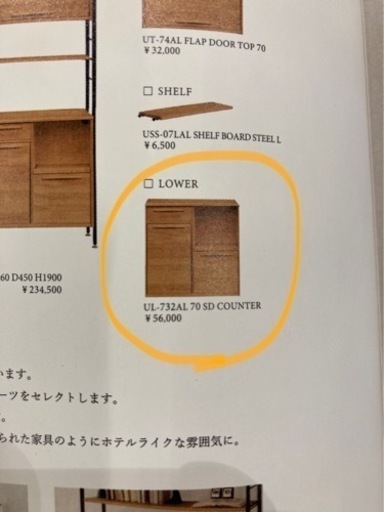 UT-74AL FLAP DOOR TOP 70
¥32,000
□ SHELF
USS-07LAL SHELF BOARD STEEL L
¥6,500
□ LOWER
UL-732AL 70 SD COUNTER
¥56,000
60 D450 H1900
¥234,500
います。
ーツをセレクトします。
られた家具のようにホテルライクな雰囲気に。